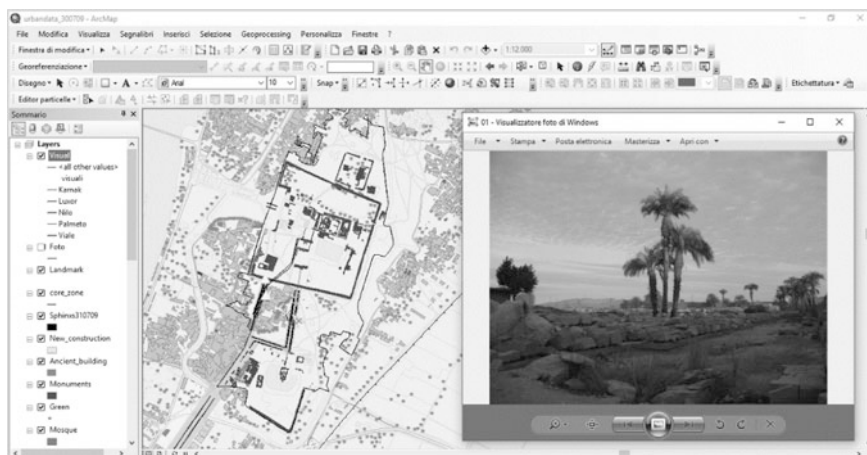 urbandata_300709 - ArcMap
File Modifica Visualizza Segnalibri Inserisci Selezione Geoprocessing Personalizza Finestre ?
Finestra di modifica 1:12.000
Georeferenziazione
Disegno A Arial 10 Snap Etichettatura
Editor particelle
Sommario
Layers
Visual
<all other values>
visuali
Karnak
Luxor
Nilo
Palmeto
Viale
Foto
Landmark
core_zone
Sphinxs310709
New_construction
Ancient_building
Monuments
Green
Mosque
01 - Visualizzatore foto di Windows
File Stampa Posta elettronica Masterizza Apri con